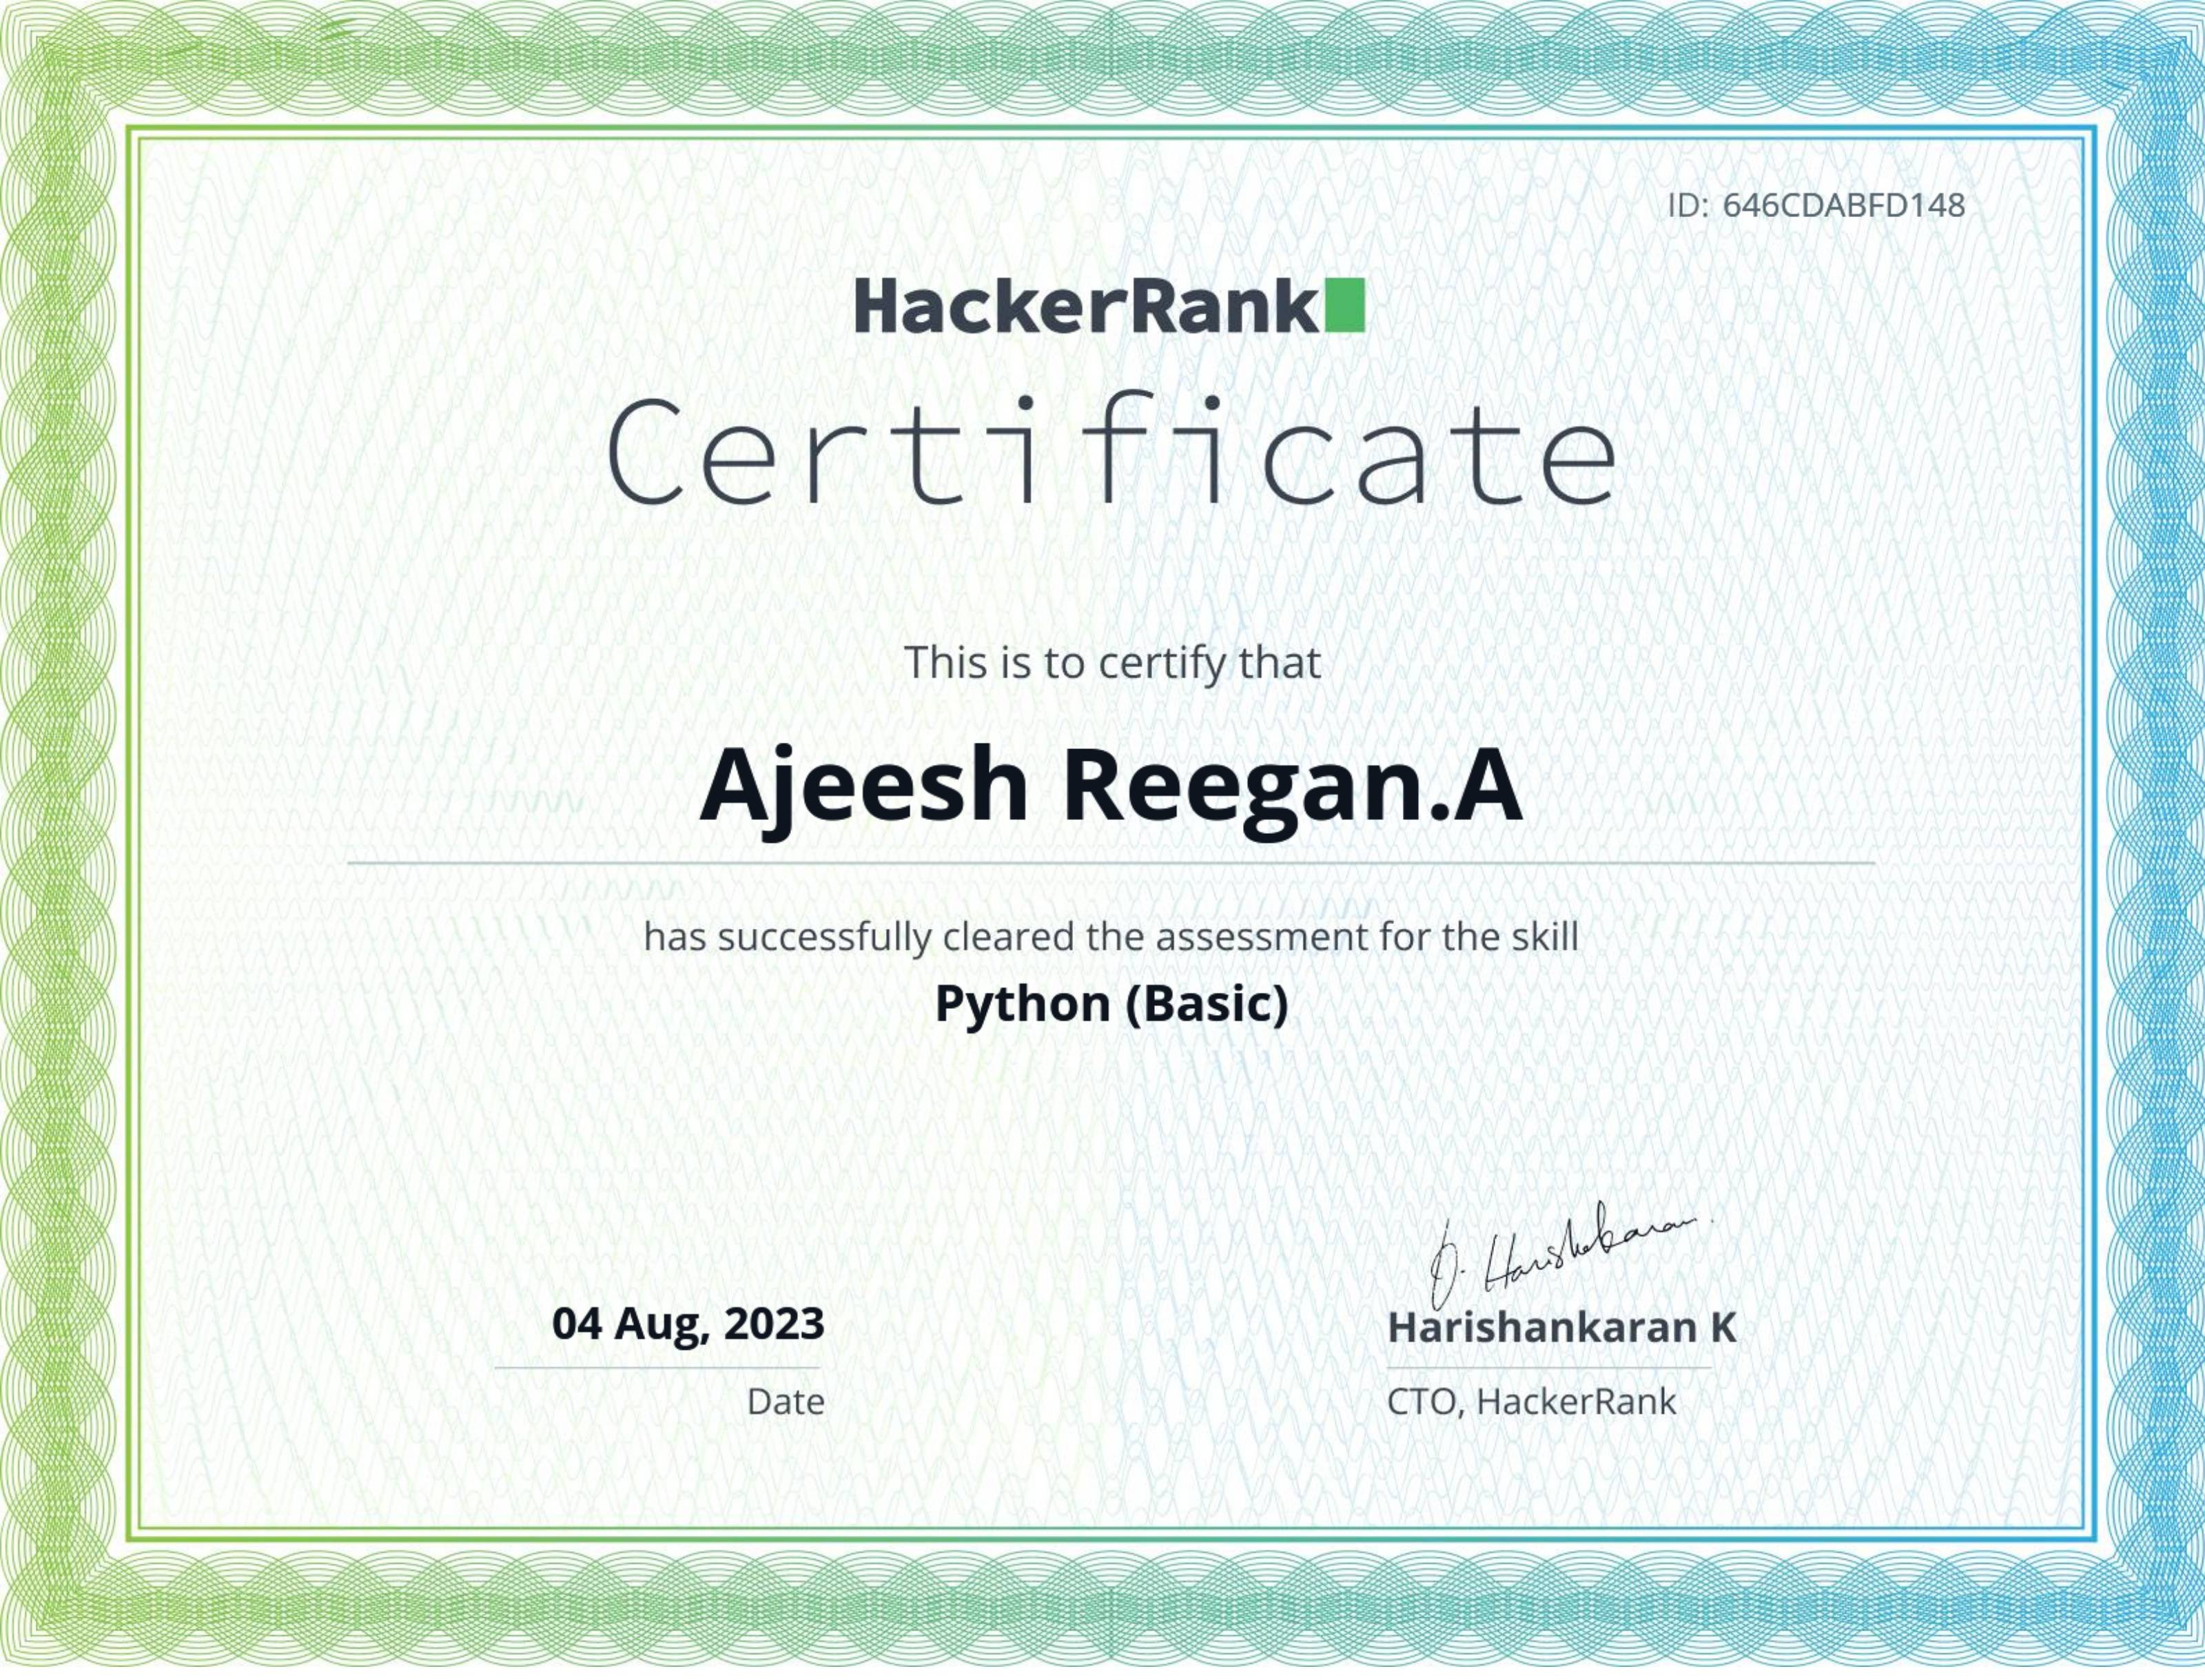 ID: 646CDABFD148
HackerRank
Certificate
This is to certify that
Ajeesh Reegan.A
has successfully cleared the assessment for the skill
Python (Basic)
04 Aug, 2023
Date
Harishankaran K
CTO, HackerRank